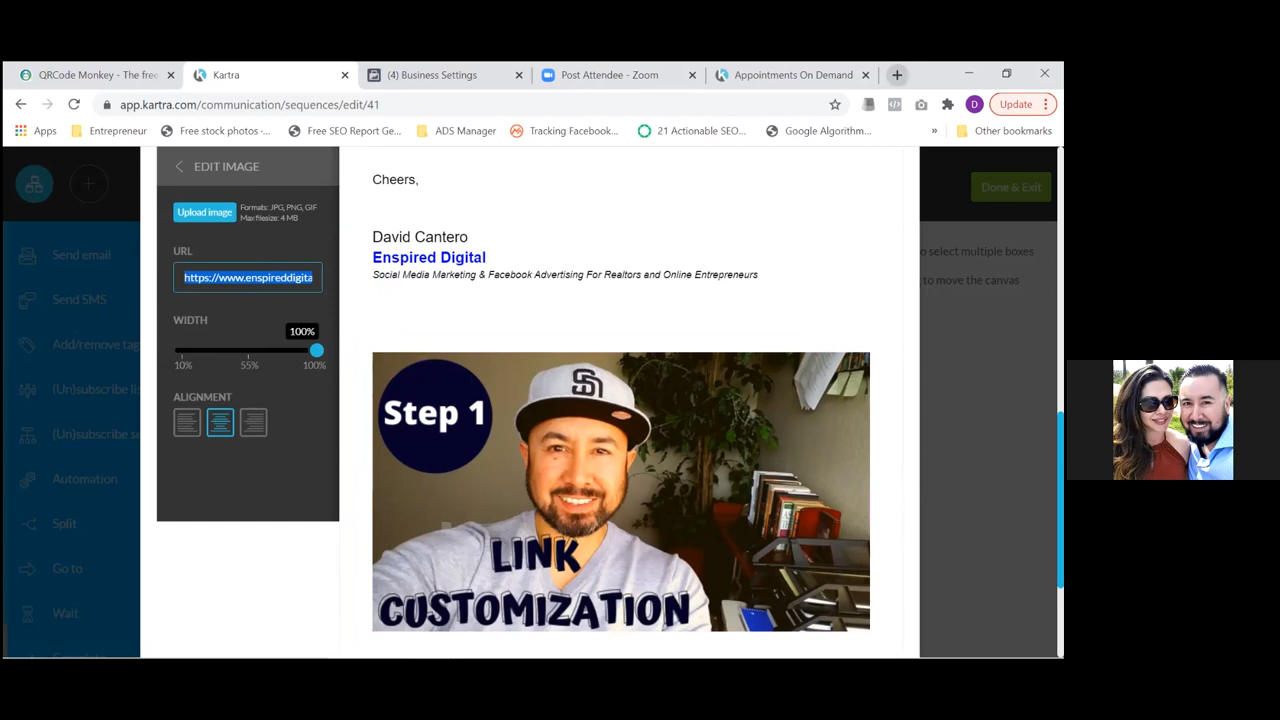 QRCode Monkey - The free
Kartra
(4) Business Settings
Post Attendee - Zoom
Appointments On Demand
app.kartra.com/communication/sequences/edit/41
D
Update
Apps
Entrepreneur
Free stock photos -...
Free SEO Report Ge...
ADS Manager
Tracking Facebook...
21 Actionable SEO...
Google Algorithm...
»
Other bookmarks
EDIT IMAGE
Upload image
Formats: JPG, PNG, GIF
Max filesize: 4 MB
URL
https://www.enspireddigita
WIDTH
100%
10%
55%
100%
ALIGNMENT
Send email
Send SMS
Add/remove tag
(Un)subscribe lis
(Un)subscribe se
Automation
Split
Go to
Wait
Cheers,
David Cantero
Enspired Digital
Social Media Marketing & Facebook Advertising For Realtors and Online Entrepreneurs
Step 1
SD
LINK
CUSTOMIZATION
Done & Exit
o select multiple boxes
to move the canvas